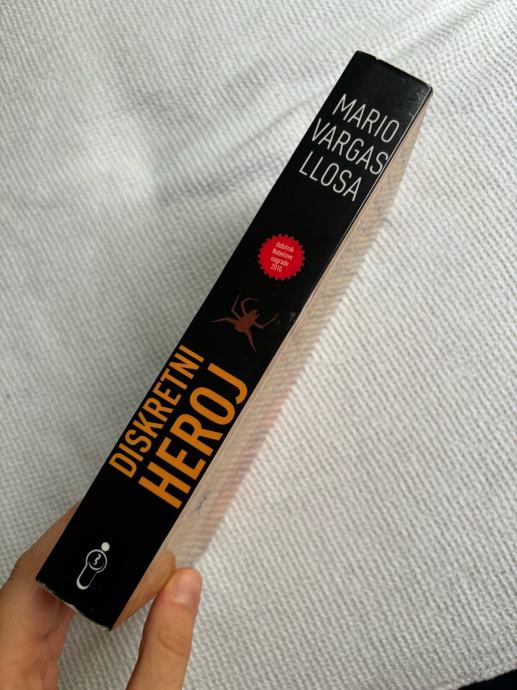 MARIO
VARGAS
LLOSA
dobitnik
Nobelove
nagrade
2010.
DISKRETNI
HEROJ